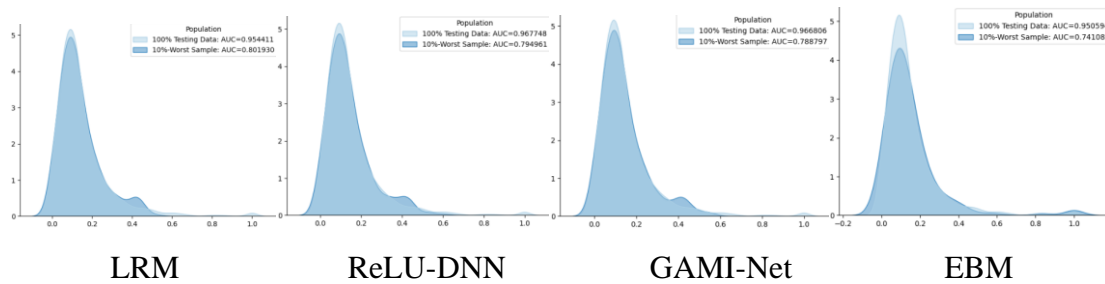 Population
100% Testing Data: AUC=0.954411
10%-Worst Sample: AUC=0.801930
5
4
3
2
1
0
0.0 0.2 0.4 0.6 0.8 1.0
LRM
Population
100% Testing Data: AUC=0.967748
10%-Worst Sample: AUC=0.794961
5
4
3
2
1
0
0.0 0.2 0.4 0.6 0.8 1.0
ReLU-DNN
Population
100% Testing Data: AUC=0.966806
10%-Worst Sample: AUC=0.788797
5
4
3
2
1
0
0.0 0.2 0.4 0.6 0.8 1.0
GAMI-Net
Population
100% Testing Data: AUC=0.95059
10%-Worst Sample: AUC=0.74108
5
4
3
2
1
0
−0.2 0.0 0.2 0.4 0.6 0.8 1.0
EBM